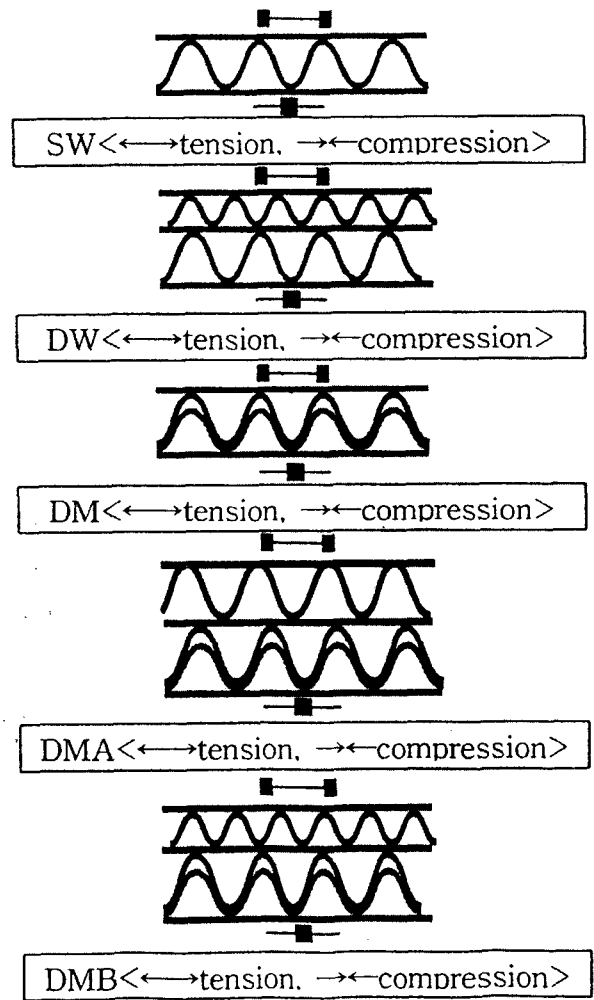 SW<←→tension, →←compression>
DW<←→tension, →←compression>
DM<←→tension, →←compression>
DMA<←→tension, →←compression>
DMB<←→tension, →←compression>